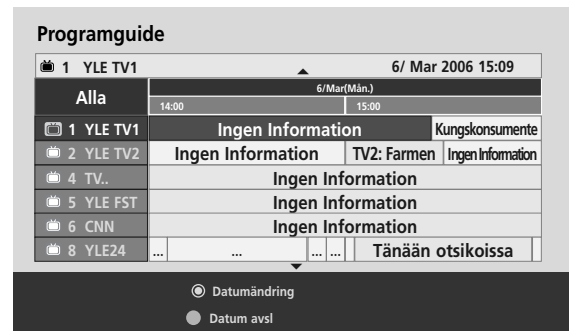 Programguide
1 YLE TV1 6/ Mar 2006 15:09
Alla
6/Mar(Mån.)
14:00 15:00
1 YLE TV1 Ingen Informatio on Kungskonsumente
2 YLE TV2 Ingen Information TV2: Farmen Ingen Information
4 TV.. Ingen Information
5 YLE FST Ingen Information
6 CNN Ingen Information
8 YLE24 ... ... ... ... Tänään otsikoissa
Datumändring
Datum avsl